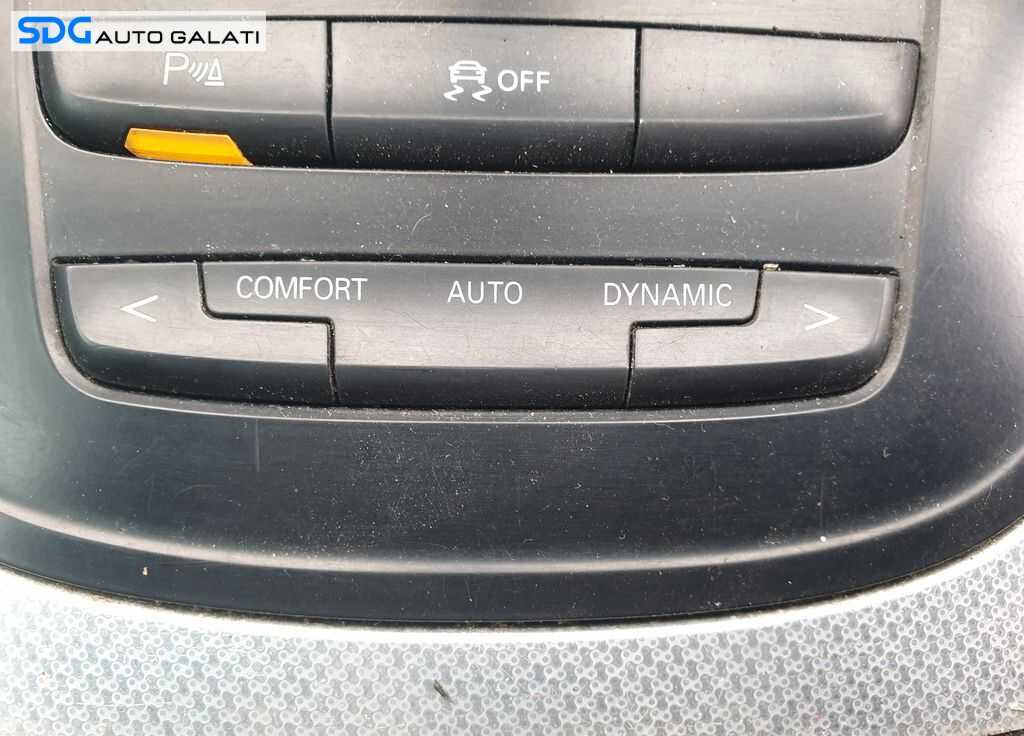 SDG AUTO GALATI
P OFF
< COMFORT AUTO DYNAMIC >